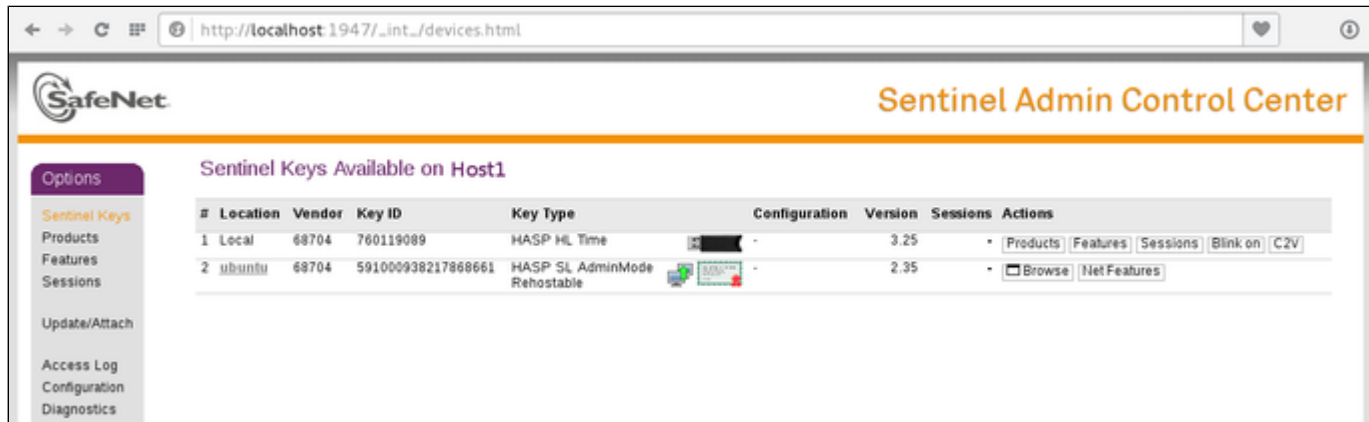 http://localhost:1947/_int_/devices.html
SafeNet.
Sentinel Admin Control Center
Options
Sentinel Keys
Products
Features
Sessions
Update/Attach
Access Log
Configuration
Diagnostics
Sentinel Keys Available on Host1
# Location Vendor Key ID Key Type Configuration Version Sessions Actions
1 Local 68704 760119089 HASP HL Time - 3.25 - Products Features Sessions Blink on C2V
2 ubuntu 68704 591000938217868661 HASP SL AdminMode - 2.35 - Browse Net Features
Rehostable